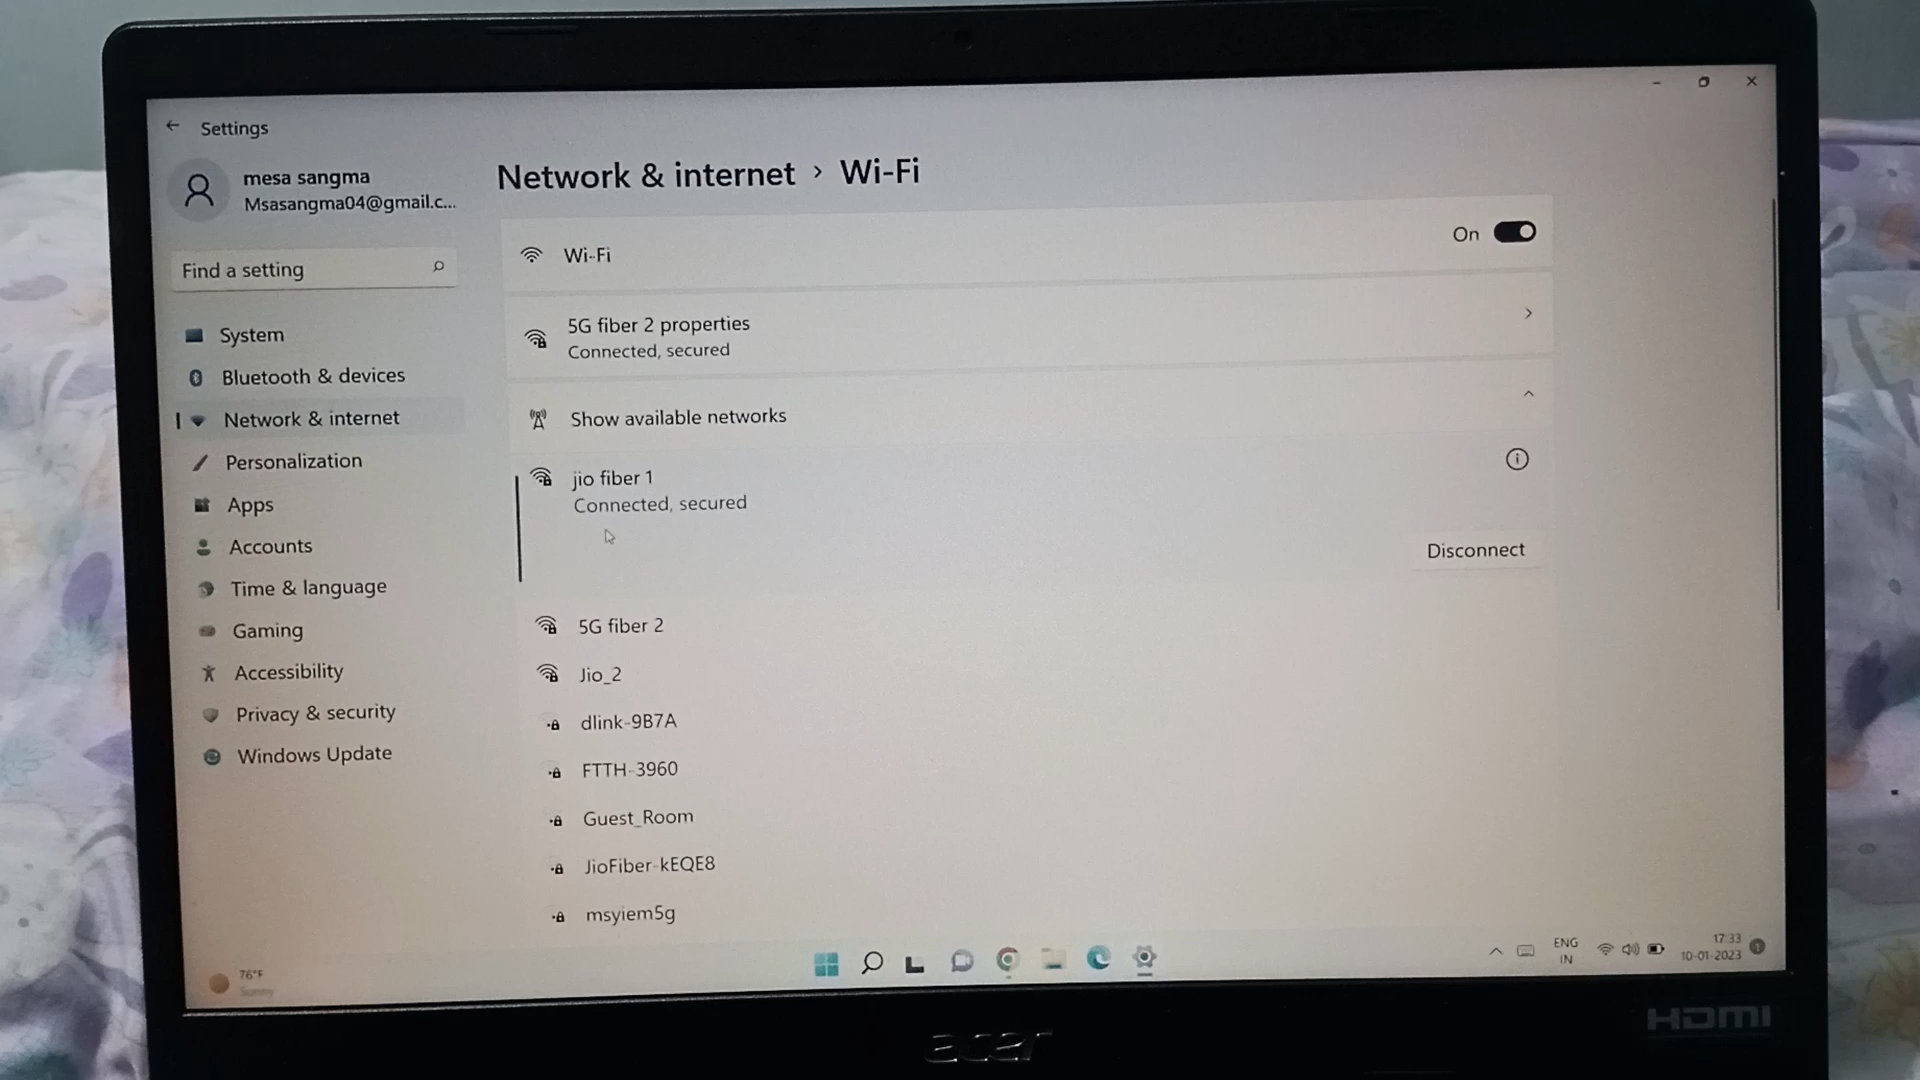 Settings
mesa sangma
Msasangma04@gmail.c...
Find a setting
System
Bluetooth & devices
Network & internet
Personalization
Apps
Accounts
Time & language
Gaming
Accessibility
Privacy & security
Windows Update
Network & internet › Wi-Fi
Wi-Fi
On
5G fiber 2 properties
Connected, secured
Show available networks
jio fiber 1
Connected, secured
Disconnect
5G fiber 2
Jio_2
dlink-9B7A
FTTH-3960
Guest_Room
JioFiber-kEQE8
msyiem5g
76°F
Sunny
ENG
IN
17:33
10-01-2023
1
acer
HDMI